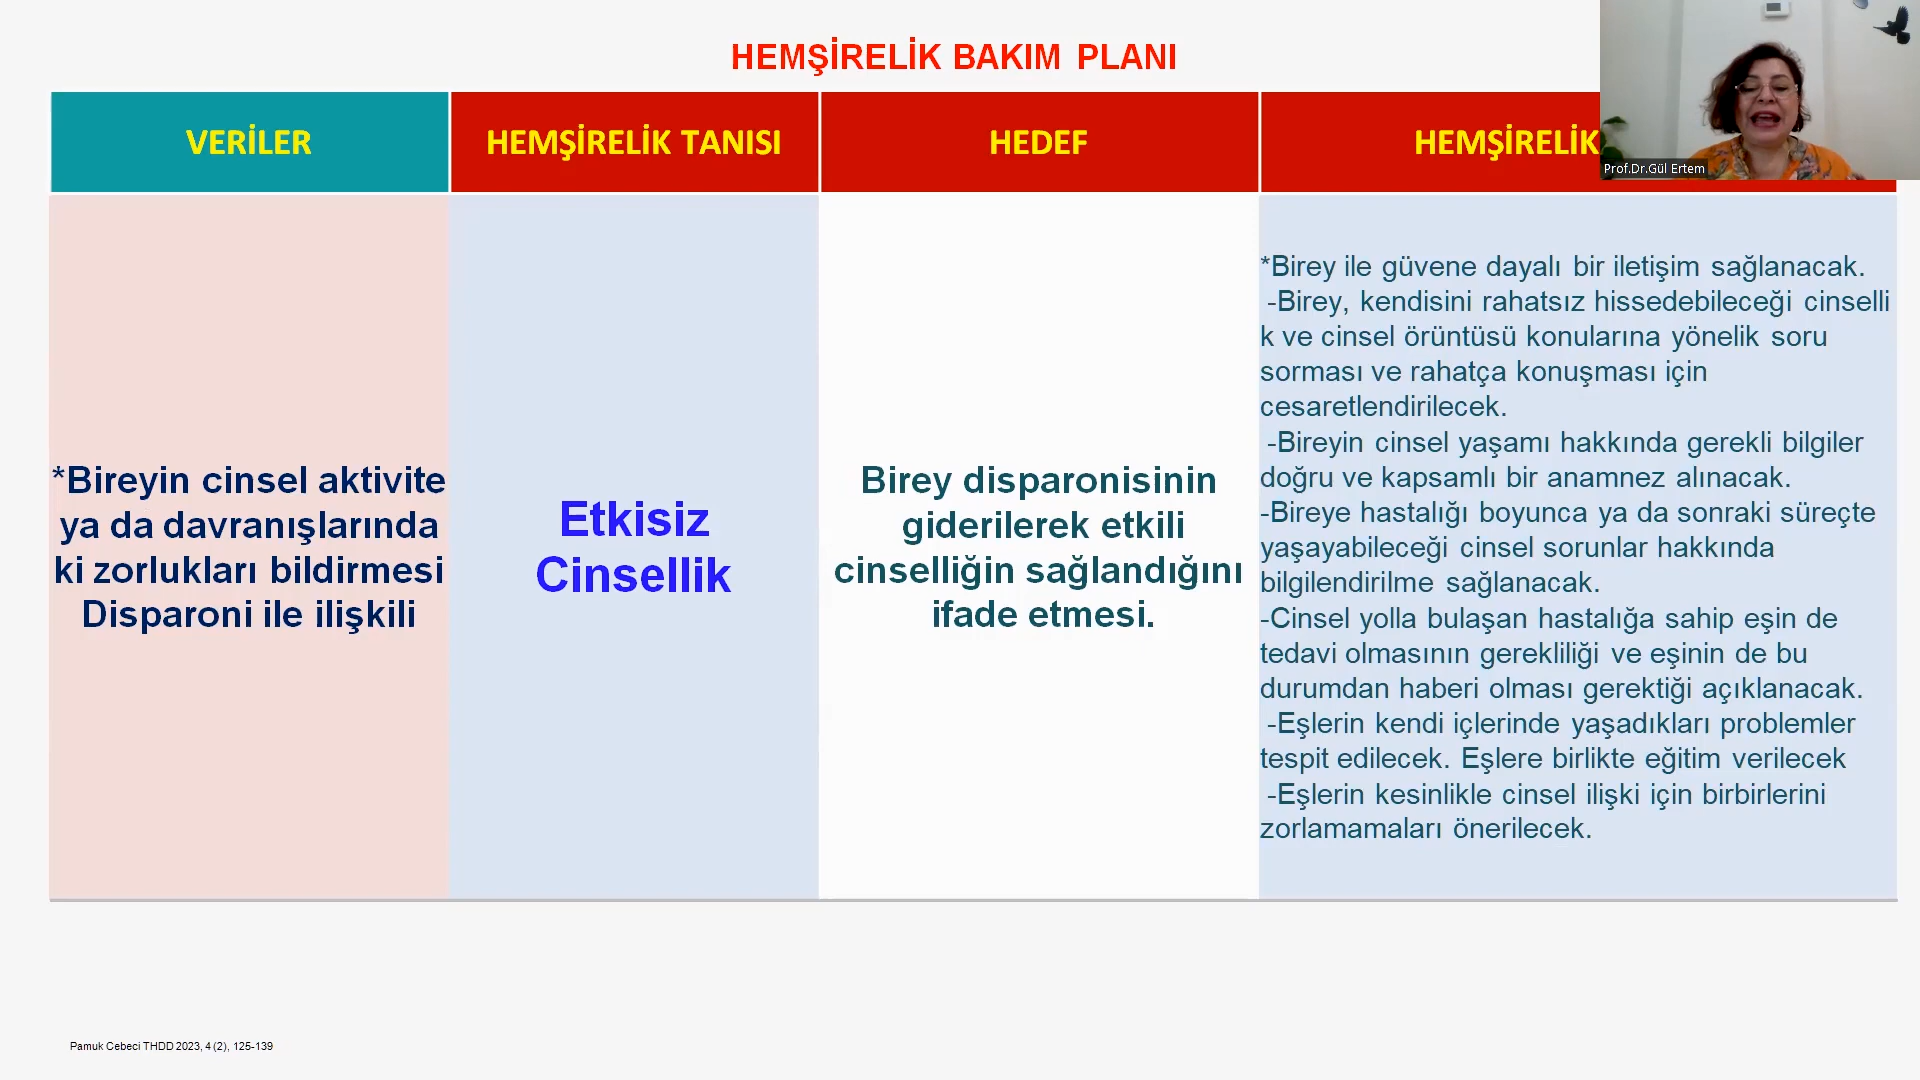 HEMŞİRELİK BAKIM PLANI
VERİLER
HEMŞİRELİK TANISI
HEDEF
HEMŞİRELİK
Prof.Dr.Gül Ertem
*Bireyin cinsel aktivite
ya da davranışlarında
ki zorlukları bildirmesi
Disparoni ile ilişkili
Etkisiz
Cinsellik
Birey disparonisinin
giderilerek etkili
cinselliğin sağlandığını
ifade etmesi.
*Birey ile güvene dayalı bir iletişim sağlanacak.
-Birey, kendisini rahatsız hissedebileceği cinselli
k ve cinsel örüntüsü konularına yönelik soru
sorması ve rahatça konuşması için
cesaretlendirilecek.
-Bireyin cinsel yaşamı hakkında gerekli bilgiler
doğru ve kapsamlı bir anamnez alınacak.
-Bireye hastalığı boyunca ya da sonraki süreçte
yaşayabileceği cinsel sorunlar hakkında
bilgilendirilme sağlanacak.
-Cinsel yolla bulaşan hastalığa sahip eşin de
tedavi olmasının gerekliliği ve eşinin de bu
durumdan haberi olması gerektiği açıklanacak.
-Eşlerin kendi içlerinde yaşadıkları problemler
tespit edilecek. Eşlere birlikte eğitim verilecek
-Eşlerin kesinlikle cinsel ilişki için birbirlerini
zorlamamaları önerilecek.
Pamuk Cebeci THDD 2023, 4 (2), 125-139